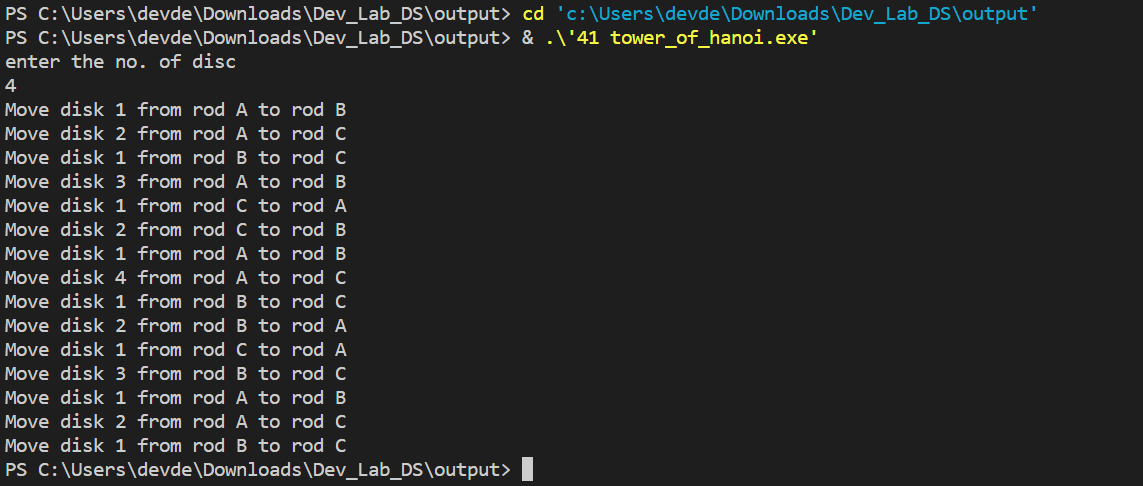 PS C:\Users\devde\Downloads\Dev_Lab_DS\output> cd 'c:\Users\devde\Downloads\Dev_Lab_DS\output'
PS C:\Users\devde\Downloads\Dev_Lab_DS\output> & .\'41 tower_of_hanoi.exe'
enter the no. of disc
4
Move disk 1 from rod A to rod B
Move disk 2 from rod A to rod C
Move disk 1 from rod B to rod C
Move disk 3 from rod A to rod B
Move disk 1 from rod C to rod A
Move disk 2 from rod C to rod B
Move disk 1 from rod A to rod B
Move disk 4 from rod A to rod C
Move disk 1 from rod B to rod C
Move disk 2 from rod B to rod A
Move disk 1 from rod C to rod A
Move disk 3 from rod B to rod C
Move disk 1 from rod A to rod B
Move disk 2 from rod A to rod C
Move disk 1 from rod B to rod C
PS C:\Users\devde\Downloads\Dev_Lab_DS\output>